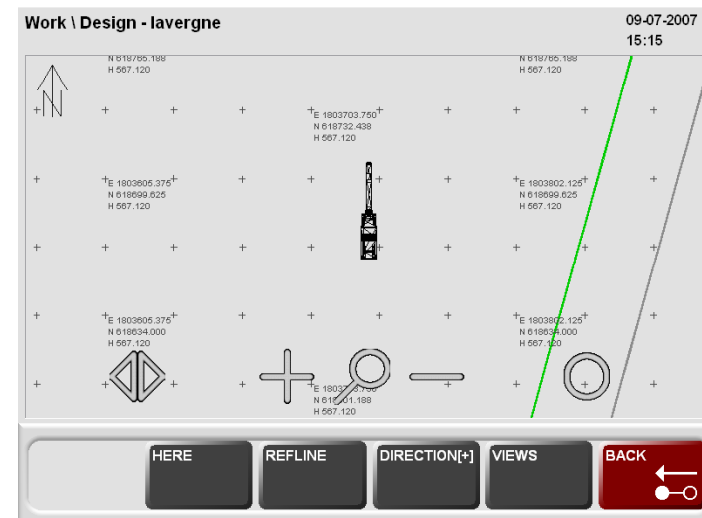 Work \ Design - lavergne
09-07-2007
15:15
N 618765.188
H 567.120
N 618765.188
H 567.120
N
E 1803703.750
N 618732.438
H 567.120
E 1803605.375
N 618699.625
H 567.120
E 1803802.125
N 618699.625
H 567.120
E 1803605.375
N 618634.000
H 567.120
E 1803802.125
N 618634.000
H 567.120
H 567.120
HERE
REFLINE
DIRECTION[+]
VIEWS
BACK